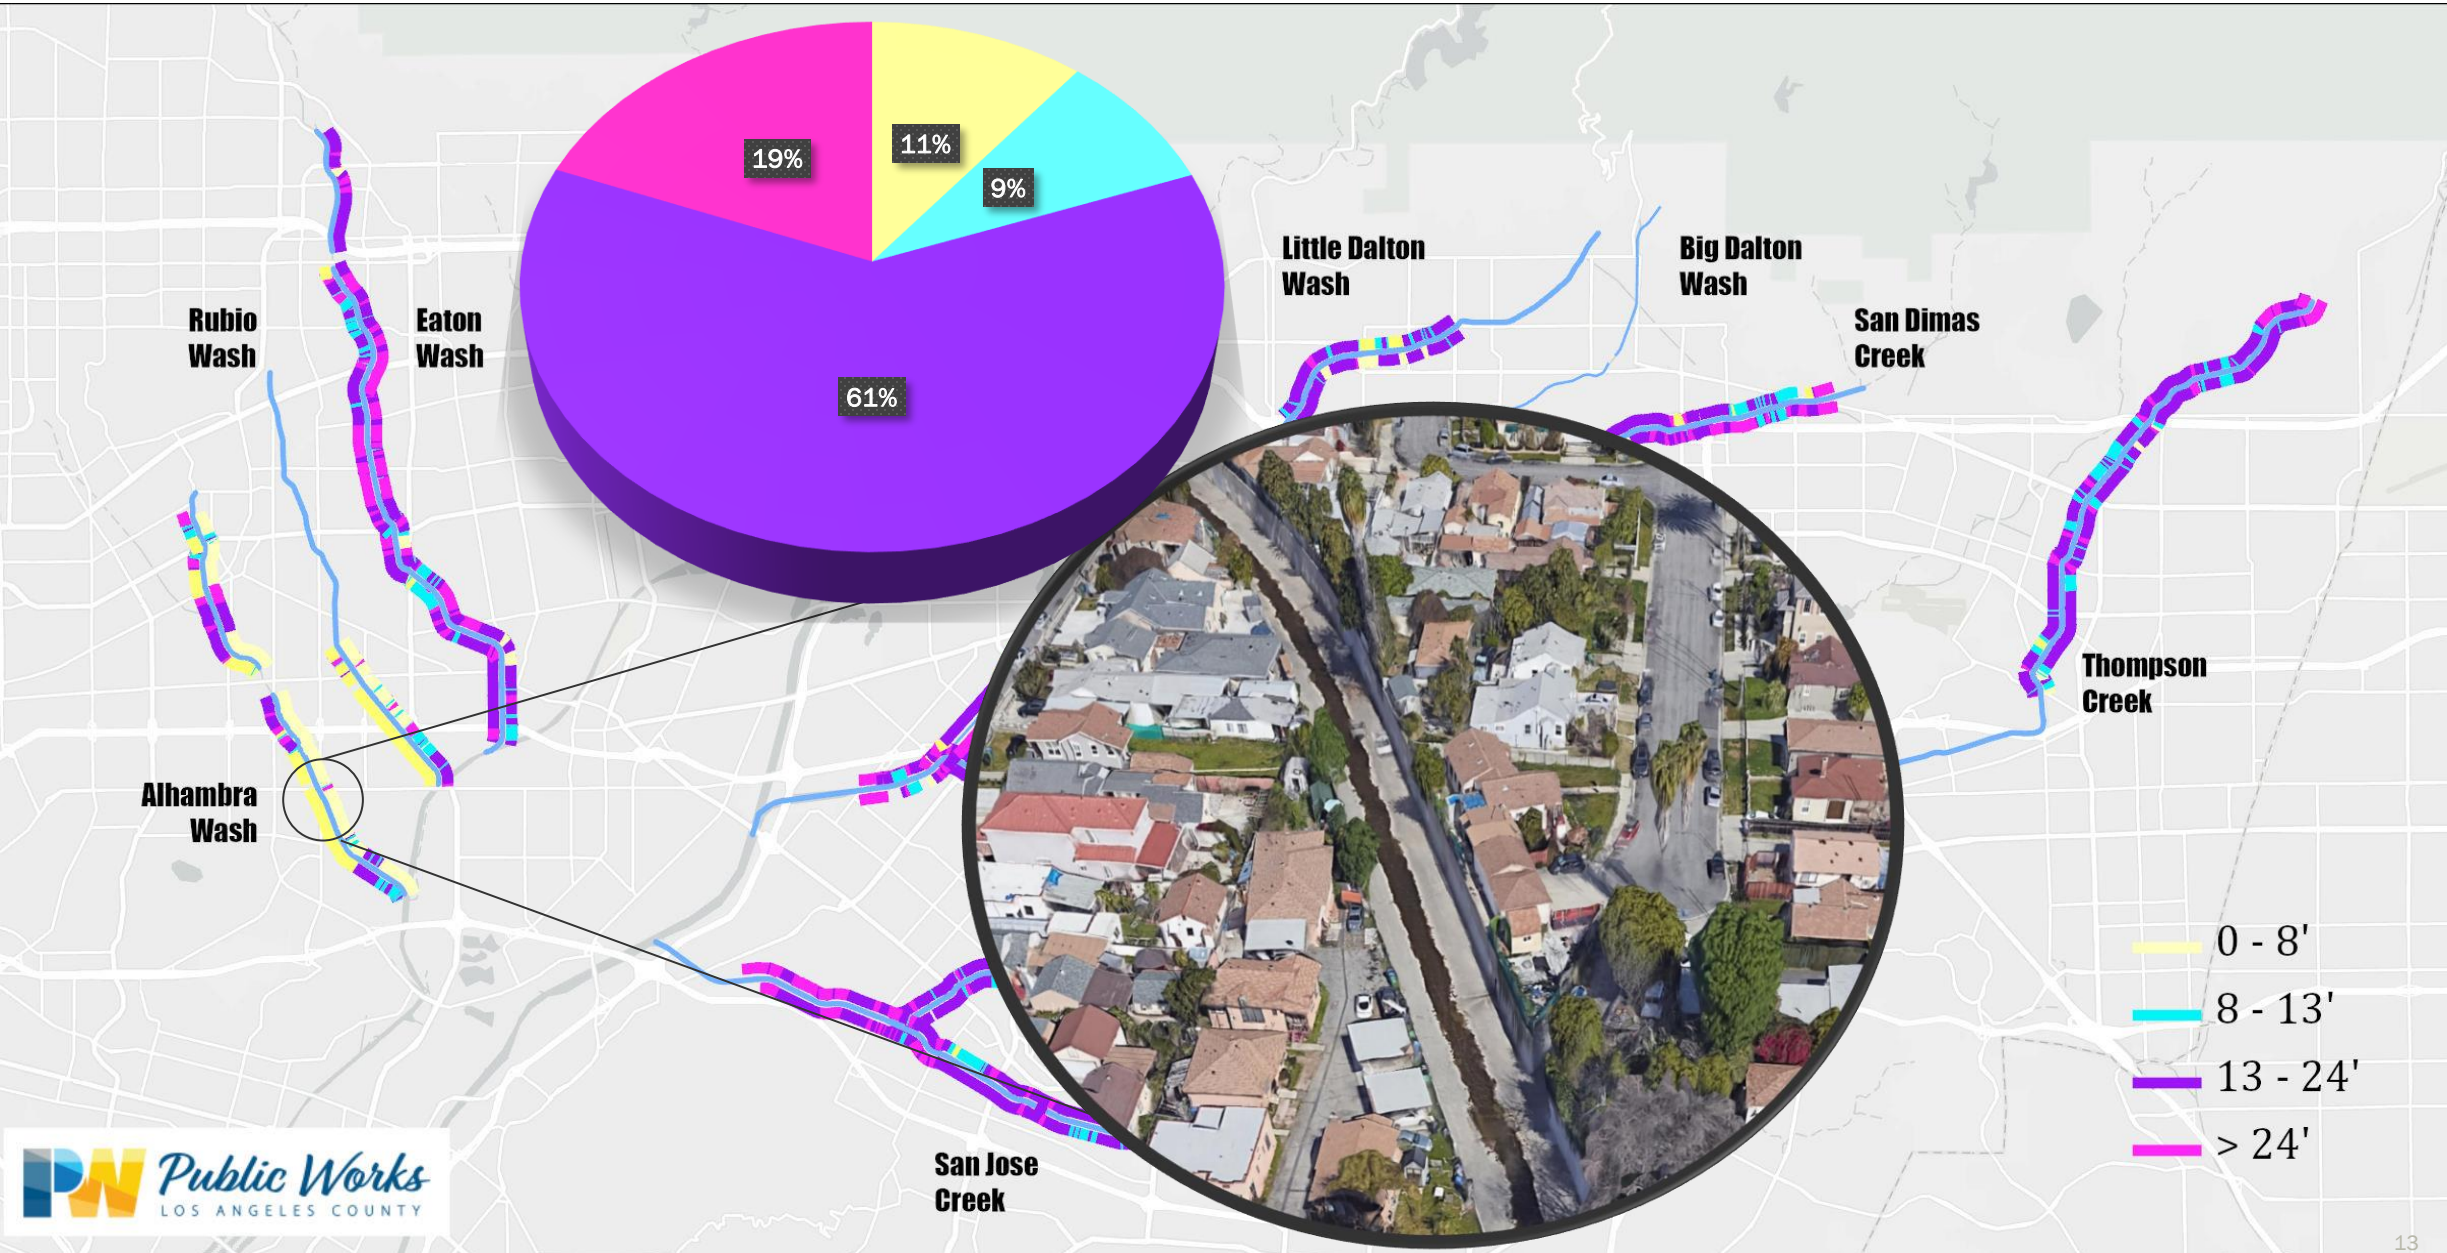 19%
11%
9%
61%
Little Dalton
Wash
Big Dalton
Wash
San Dimas
Creek
Rubio
Wash
Eaton
Wash
Thompson
Creek
Alhambra
Wash
San Jose
Creek
0 - 8'
8 - 13'
13 - 24'
> 24'
PW
Public Works
LOS ANGELES COUNTY
13